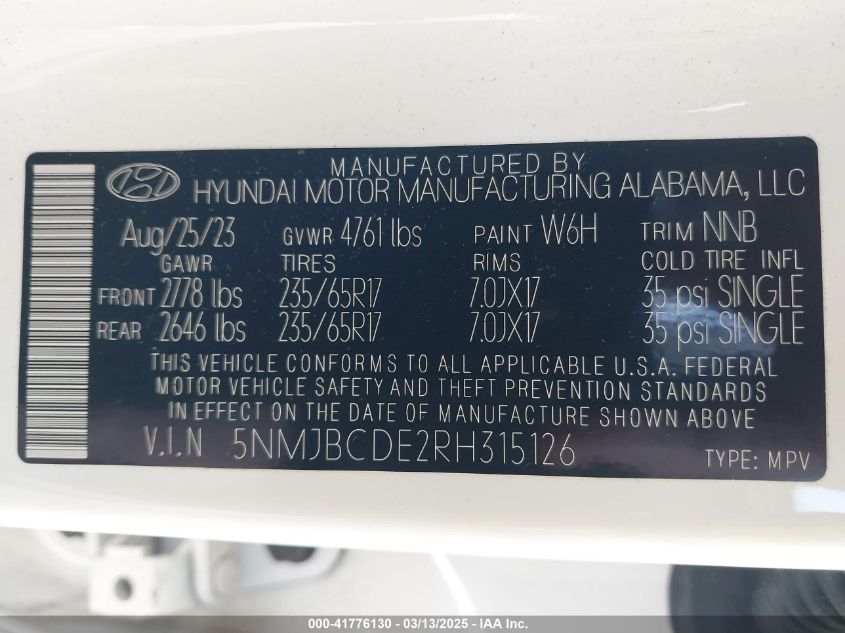 MANUFACTURED BY
HYUNDAI MOTOR MANUFACTURING ALABAMA, LLC
Aug/25/23 GVWR 4761 lbs PAINT W6H TRIM NNB
GAWR TIRES RIMS COLD TIRE INFL
FRONT 2778 lbs 235/65R17 7.0JX17 35 psi SINGLE
REAR 2646 lbs 235/65R17 7.0JX17 35 psi SINGLE
THIS VEHICLE CONFORMS TO ALL APPLICABLE U.S.A. FEDERAL
MOTOR VEHICLE SAFETY AND THEFT PREVENTION STANDARDS
IN EFFECT ON THE DATE OF MANUFACTURE SHOWN ABOVE
V.I.N 5NMJBCDE2RH315126 TYPE: MPV
000-41776130 - 03/13/2025 - IAA Inc.